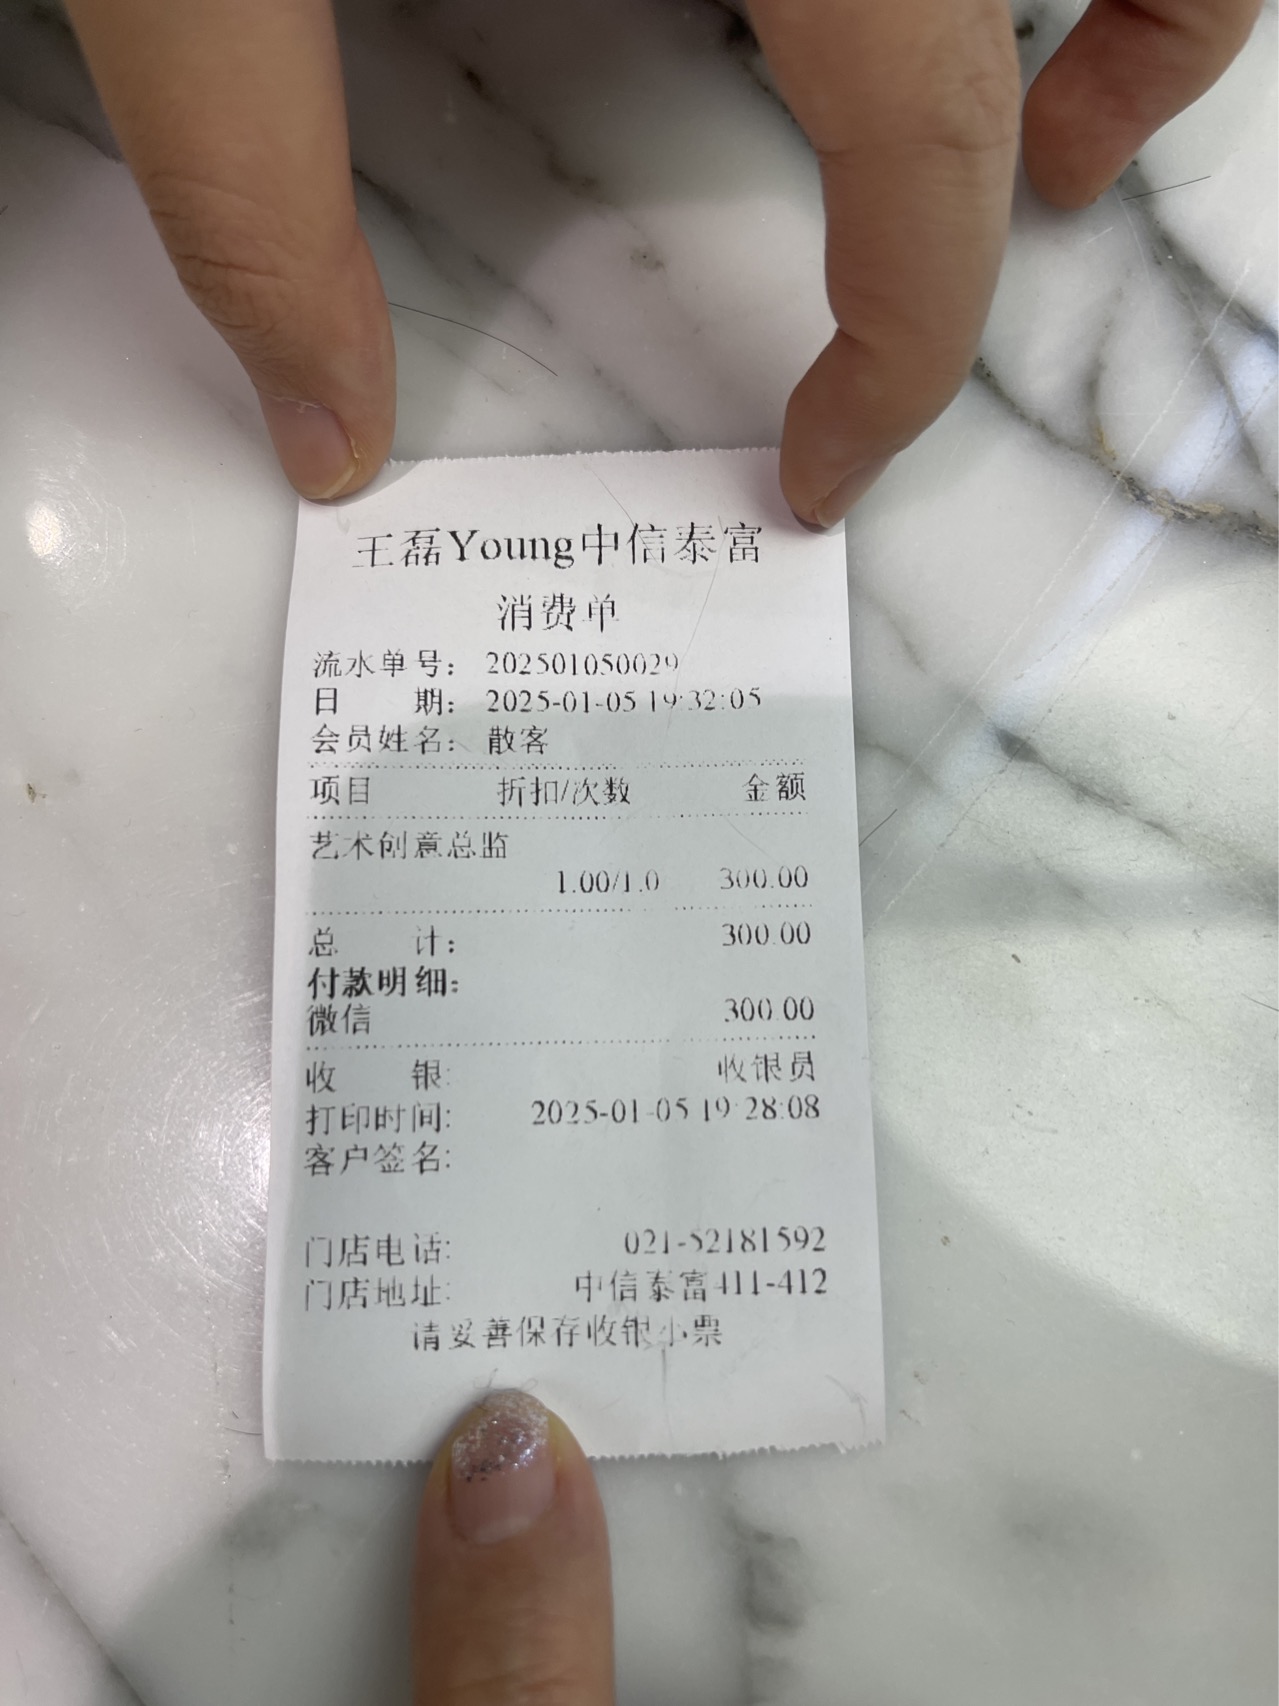 王磊Young中信泰富
消费单
流水单号： 202501050029
日 期： 2025-01-05 19:32:05
会员姓名： 散客
项目 折扣/次数 金额
艺术创意总监
1.00/1.0 300.00
总 计： 300.00
付款明细:
微信 300.00
收 银: 收银员
打印时间: 2025-01-05 19:28:08
客户签名:
门店电话: 021-52181592
门店地址: 中信泰富411-412
请妥善保存收银小票